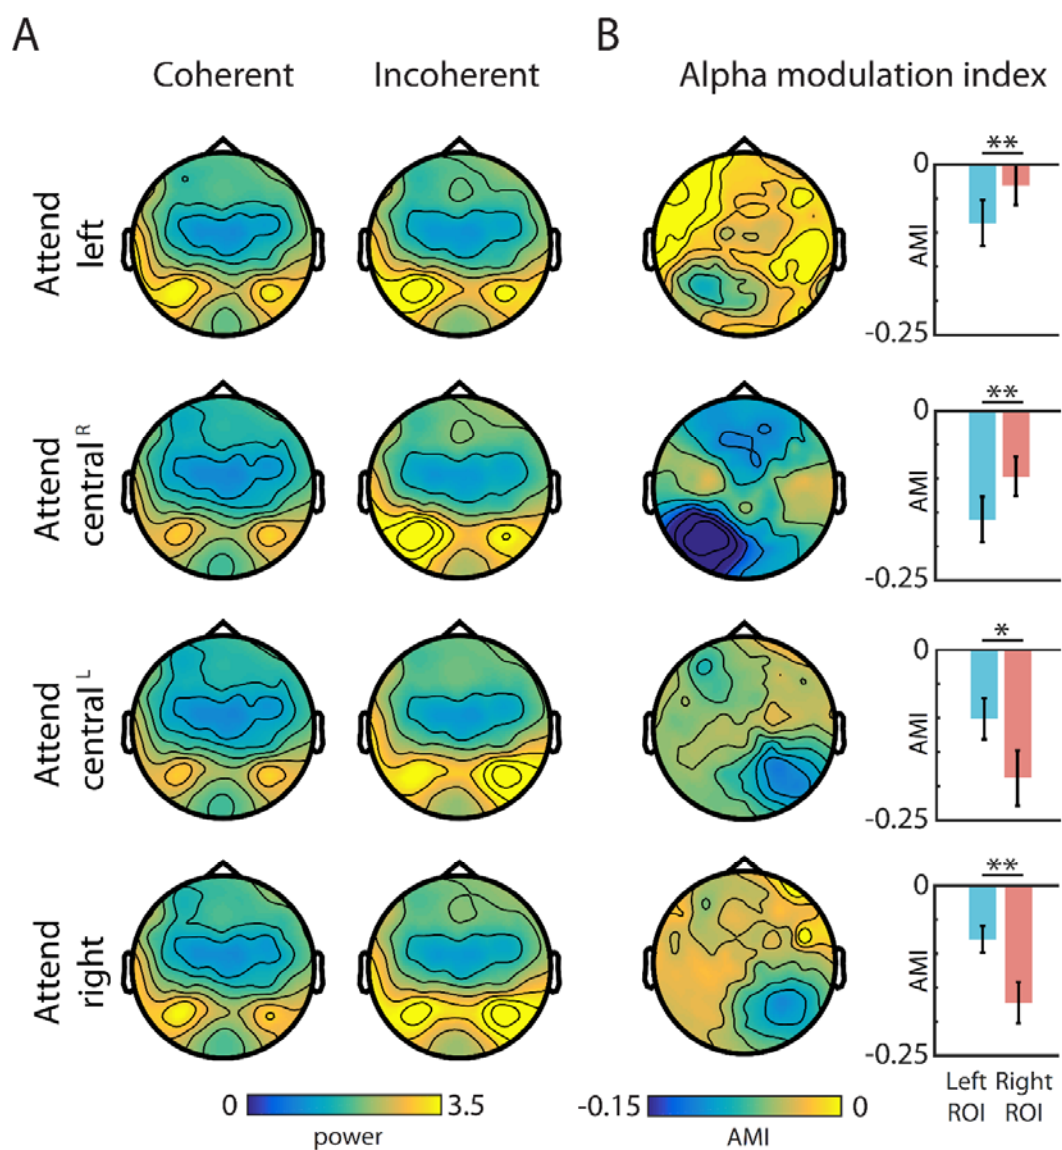 A
B
Coherent
Incoherent
Alpha modulation index
Attend
left
0
**
AMI
-0.25
Attend
central R
0
**
AMI
-0.25
Attend
central L
0
*
AMI
-0.25
Attend
right
0
**
AMI
-0.25
Left Right
ROI ROI
0 3.5
power
-0.15 0
AMI